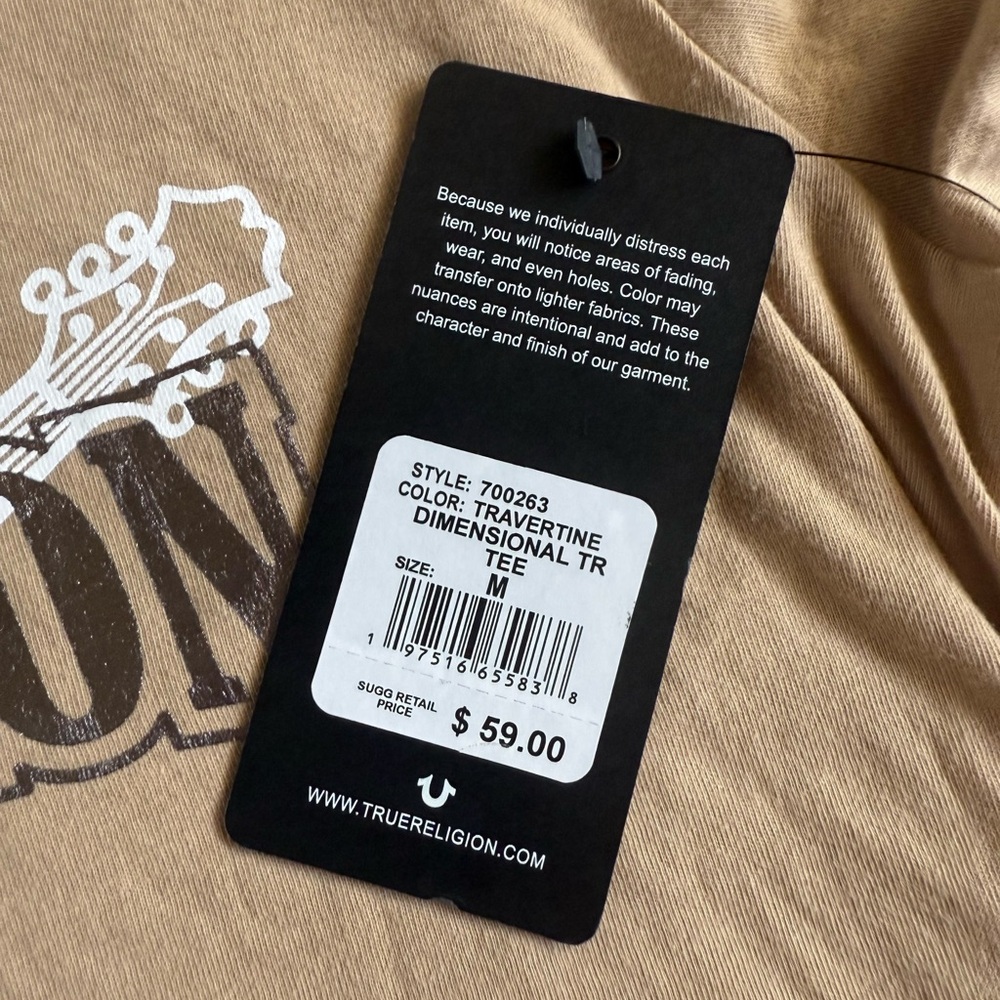 Because we individually distress each
item, you will notice areas of fading,
wear, and even holes. Color may
transfer onto lighter fabrics. These
nuances are intentional and add to the
character and finish of our garment.
STYLE: 700263
COLOR: TRAVERTINE
DIMENSIONAL TR
TEE
SIZE: M
1 97516 65583 8
SUGG RETAIL
PRICE $ 59.00
WWW.TRUERELIGION.COM
ON